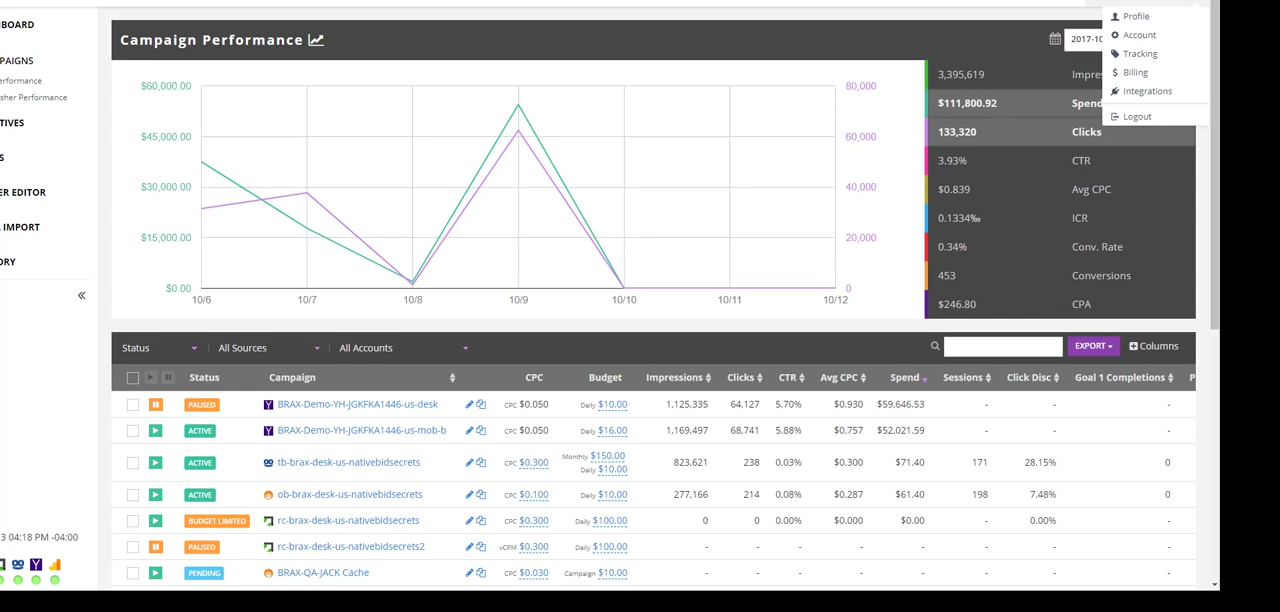 BOARD
PAIGNS
erformance
sher Performance
TIVES
S
ER EDITOR
IMPORT
ORY
3 04:18 PM -04:00
Campaign Performance
2017-10
Profile
Account
Tracking
Billing
Integrations
Logout
$60,000.00
$45,000.00
$30,000.00
$15,000.00
$0.00
80,000
60,000
40,000
20,000
0
10/6 10/7 10/8 10/9 10/10 10/11 10/12
3,395,619 Impres
$111,800.92 Spend
133,320 Clicks
3.93% CTR
$0.839 Avg CPC
0.1334‰ ICR
0.34% Conv. Rate
453 Conversions
$246.80 CPA
Status All Sources All Accounts EXPORT Columns
Status Campaign CPC Budget Impressions Clicks CTR Avg CPC Spend Sessions Click Disc Goal 1 Completions P
PAUSED BRAX-Demo-YH-JGKFKA1446-us-desk CPC $0.050 Daily $10.00 1,125,335 64,127 5.70% $0.930 $59,646.53 - - -
ACTIVE BRAX-Demo-YH-JGKFKA1446-us-mob-b CPC $0.050 Daily $16.00 1,169,497 68,741 5.88% $0.757 $52,021.59 - - -
Monthly $150.00
ACTIVE tb-brax-desk-us-nativebidsecrets CPC $0.300 Daily $10.00 823,621 238 0.03% $0.300 $71.40 171 28.15% 0
ACTIVE ob-brax-desk-us-nativebidsecrets CPC $0.100 Daily $10.00 277,166 214 0.08% $0.287 $61.40 198 7.48% 0
BUDGET LIMITED rc-brax-desk-us-nativebidsecrets CPC $0.300 Daily $100.00 0 0 0.00% $0.000 $0.00 - 0.00% -
PAUSED rc-brax-desk-us-nativebidsecrets2 vCPM $0.300 Daily $100.00 - - - - - - - -
PENDING BRAX-QA-JACK Cache CPC $0.030 Campaign $10.00 - - - - - - - -